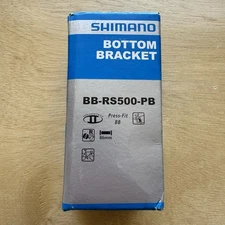 SHIMANO
BOTTOM
BRACKET
BB-RS500-PB
Press-Fit
BB